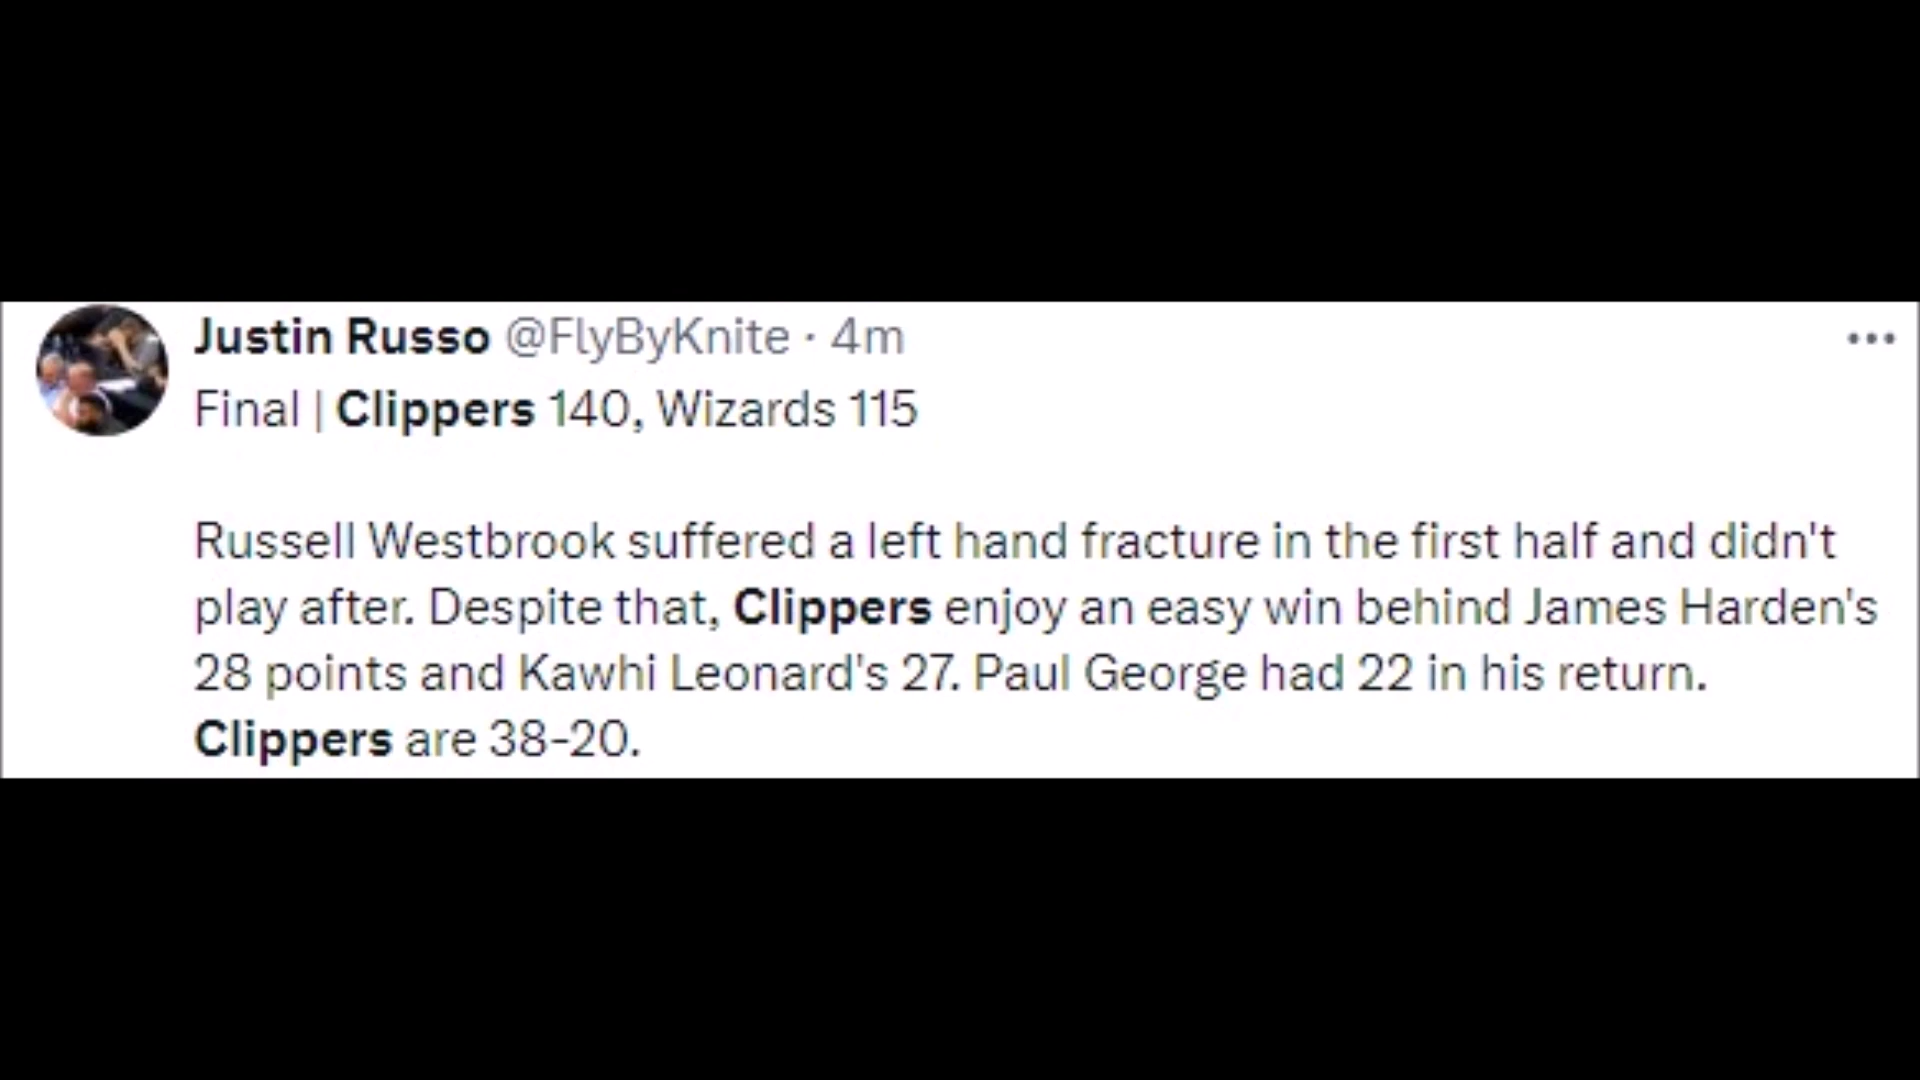 Justin Russo @FlyByKnite · 4m
Final | Clippers 140, Wizards 115
Russell Westbrook suffered a left hand fracture in the first half and didn't
play after. Despite that, Clippers enjoy an easy win behind James Harden's
28 points and Kawhi Leonard's 27. Paul George had 22 in his return.
Clippers are 38-20.